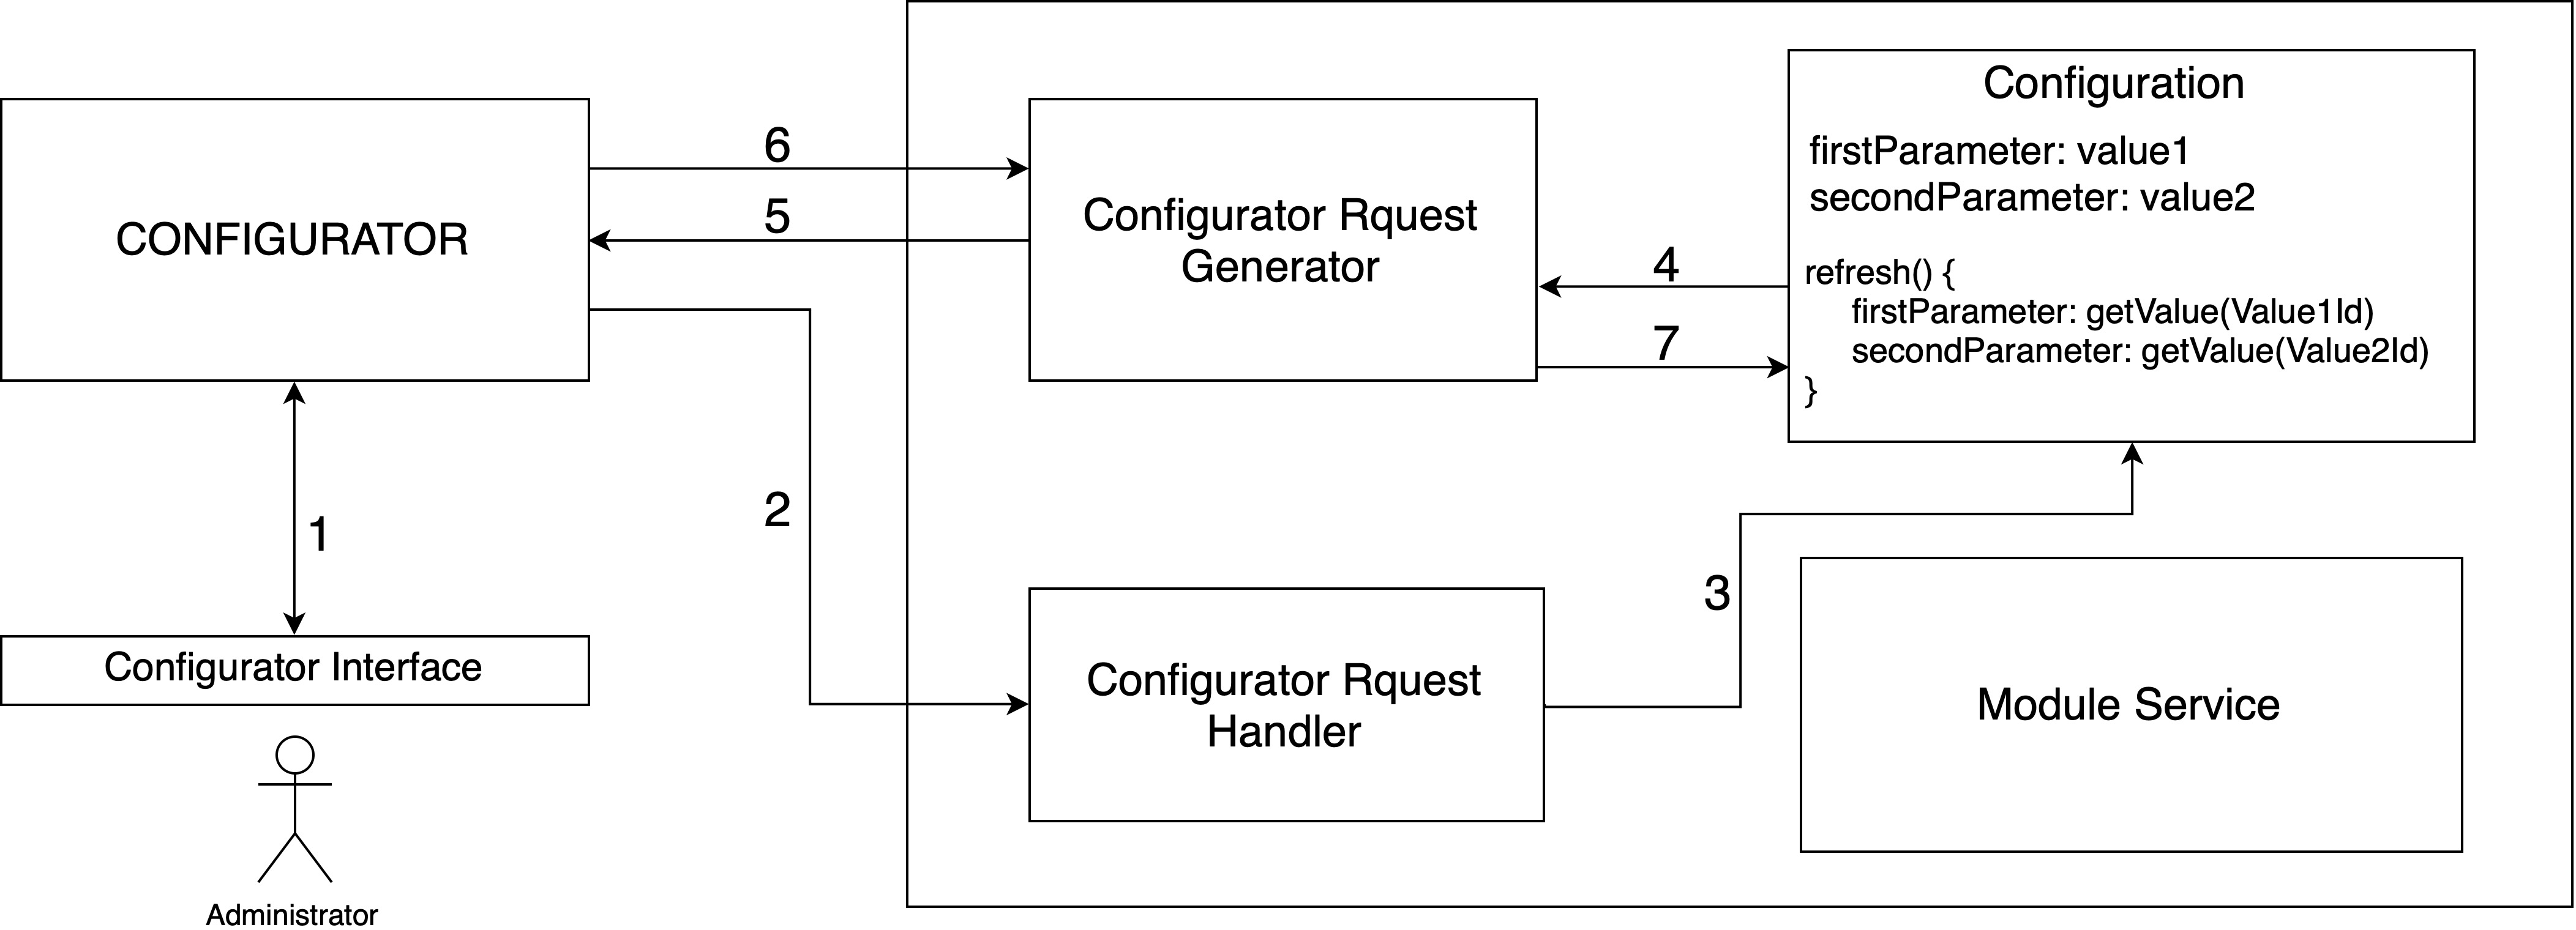 CONFIGURATOR
6
5
Configurator Rquest
Generator
4
7
Configuration
firstParameter: value1
secondParameter: value2
refresh() {
firstParameter: getValue(Value1Id)
secondParameter: getValue(Value2Id)
}
1
2
3
Configurator Interface
Administrator
Configurator Rquest
Handler
Module Service